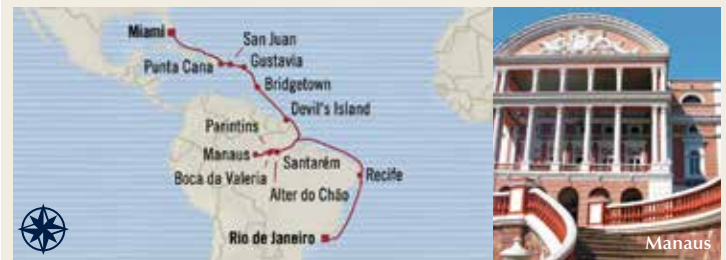 Miami
San Juan
Punta Cana
Gustavia
Bridgetown
Devil's Island
Parintins
Manaus
Santarém
Boca da Valeria
Recife
Alter do Chão
Rio de Janeiro
Manaus